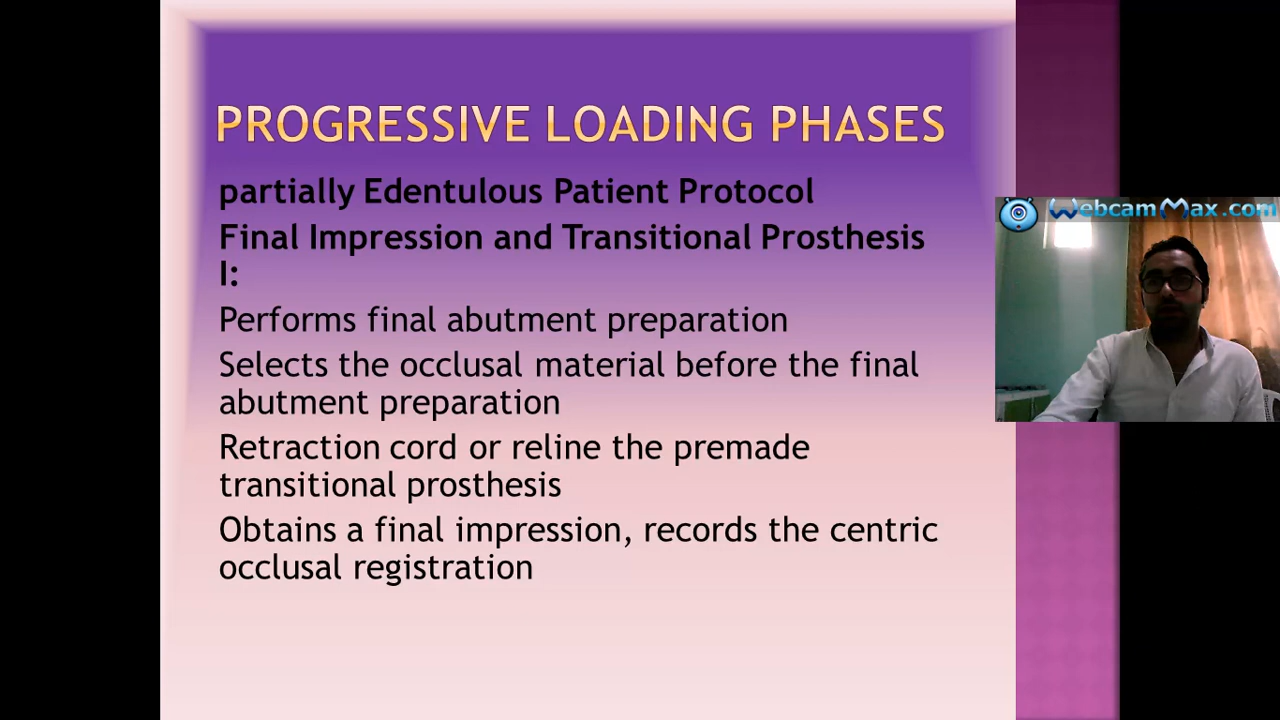 PROGRESSIVE LOADING PHASES
partially Edentulous Patient Protocol
Final Impression and Transitional Prosthesis
I:
Performs final abutment preparation
Selects the occlusal material before the final
abutment preparation
Retraction cord or reline the premade
transitional prosthesis
Obtains a final impression, records the centric
occlusal registration
WebcamMax.com